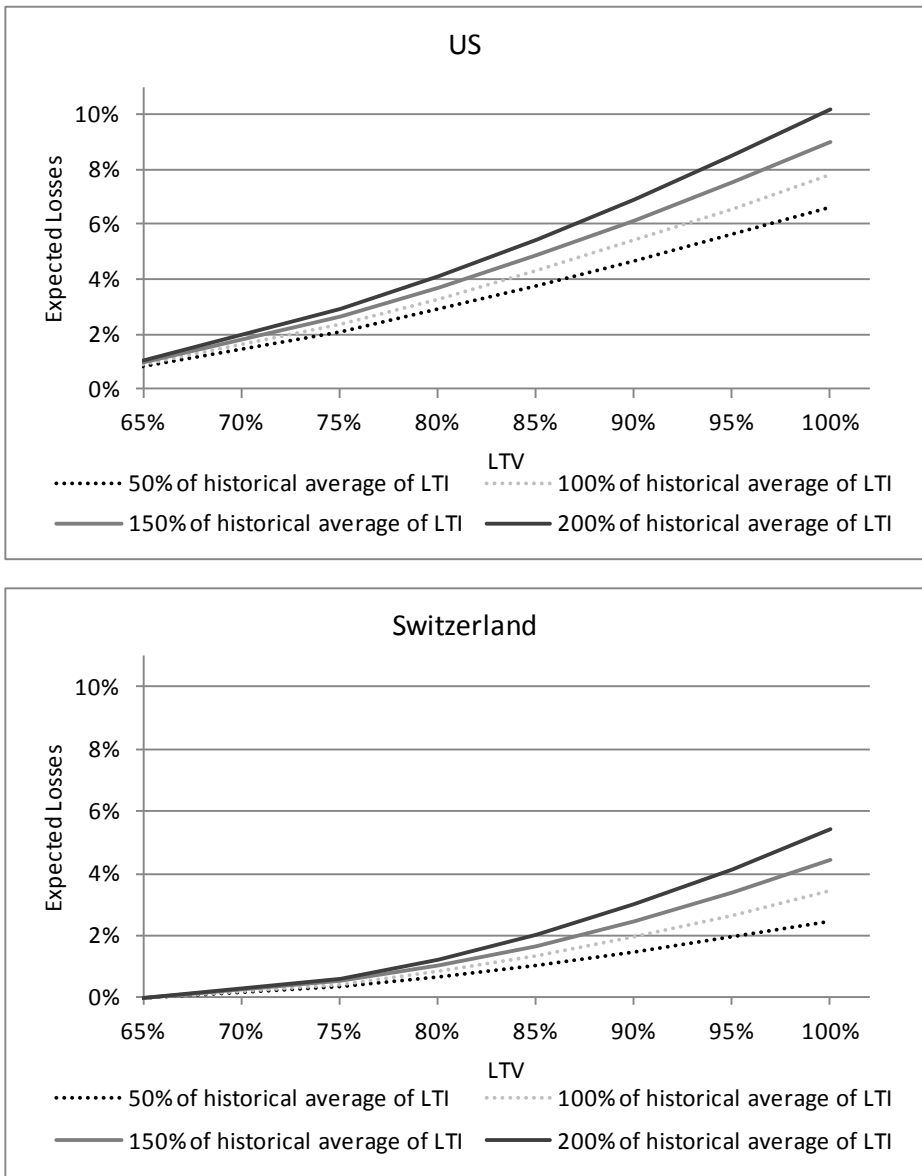 US
Expected Losses
10%
8%
6%
4%
2%
0%
65% 70% 75% 80% 85% 90% 95% 100%
LTV
50% of historical average of LTI 100% of historical average of LTI
150% of historical average of LTI 200% of historical average of LTI
Switzerland
Expected Losses
10%
8%
6%
4%
2%
0%
65% 70% 75% 80% 85% 90% 95% 100%
LTV
50% of historical average of LTI 100% of historical average of LTI
150% of historical average of LTI 200% of historical average of LTI